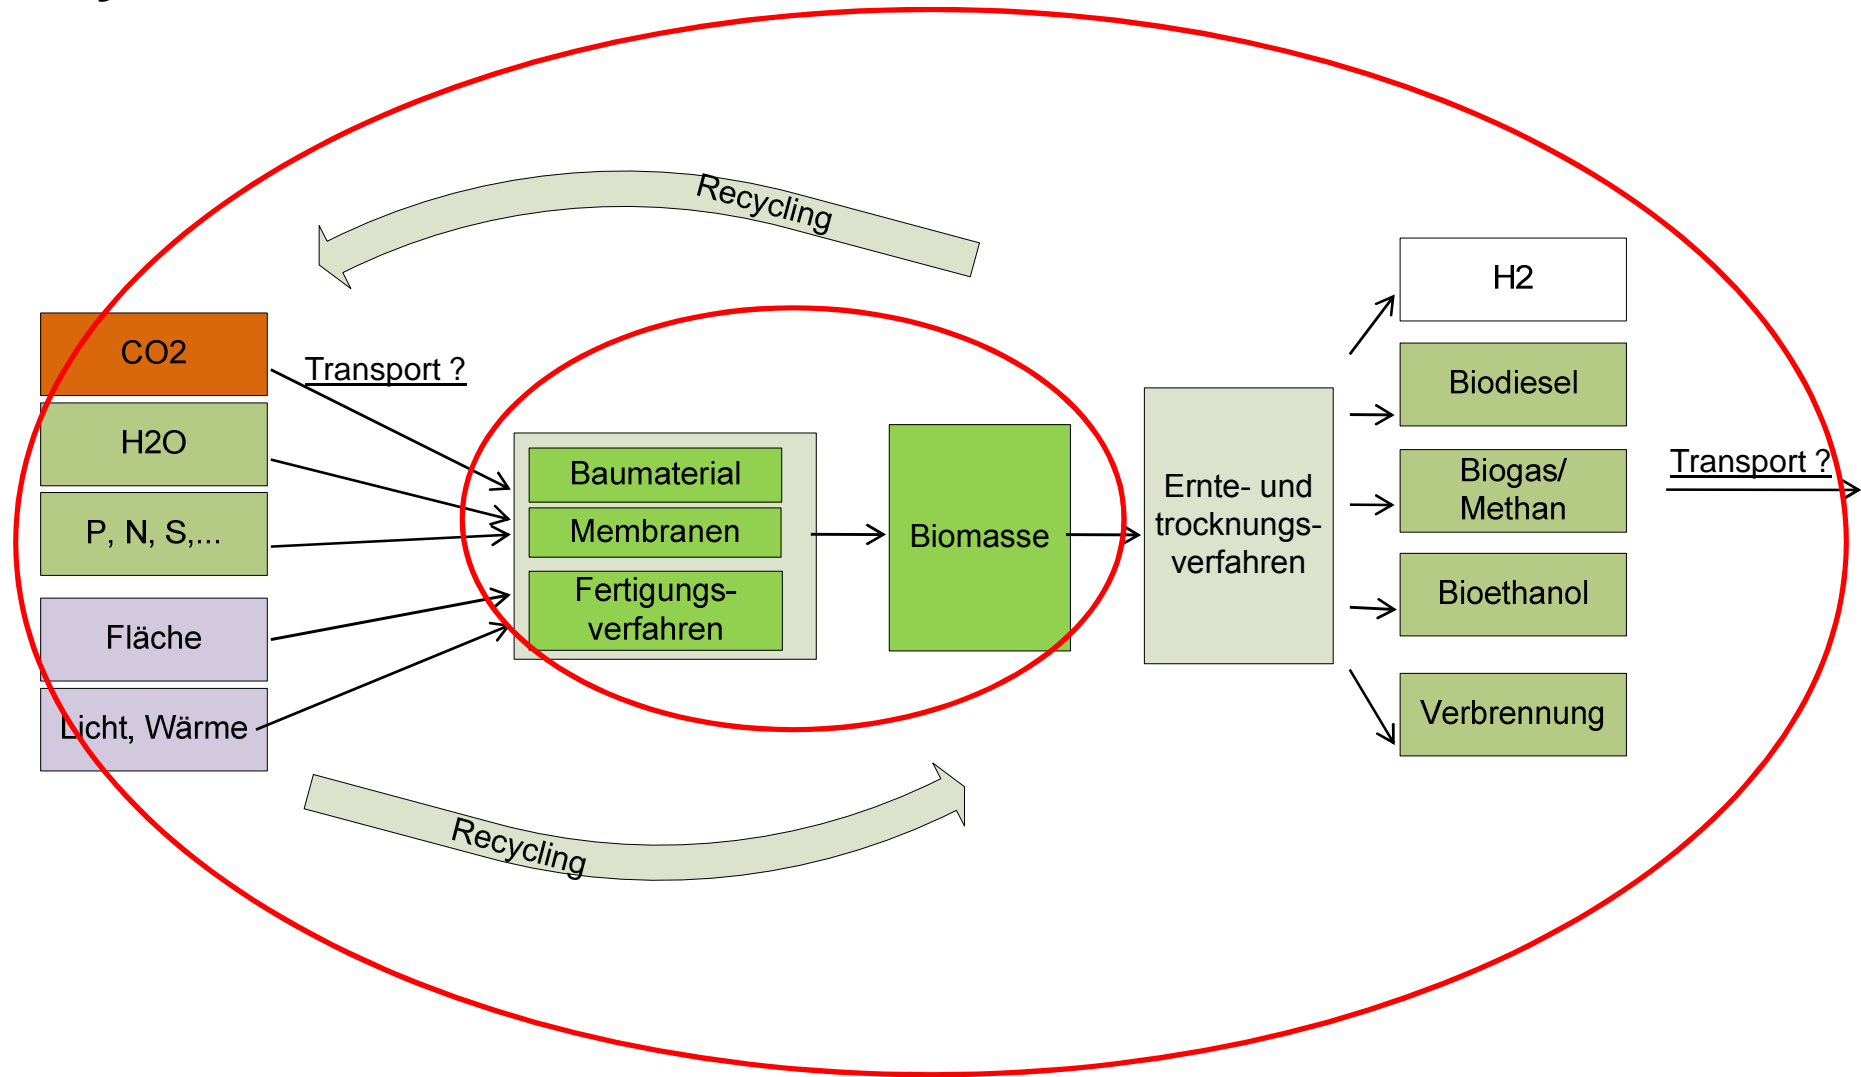 Recycling
CO2
H2O
P, N, S,...
Fläche
Licht, Wärme
Transport ?
Baumaterial
Membranen
Fertigungs-
verfahren
Biomasse
Ernte- und
trocknungs-
verfahren
H2
Biodiesel
Biogas/
Methan
Bioethanol
Verbrennung
Transport ?
Recycling